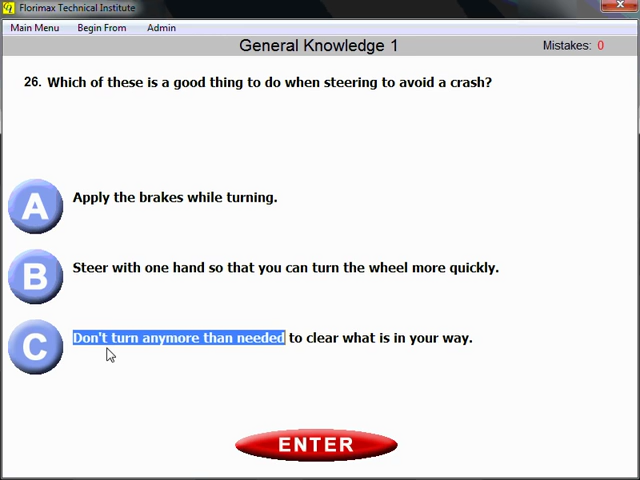 Florimax Technical Institute
Main Menu Begin From Admin
General Knowledge 1 Mistakes: 0
26. Which of these is a good thing to do when steering to avoid a crash?
A Apply the brakes while turning.
B Steer with one hand so that you can turn the wheel more quickly.
C Don't turn anymore than needed to clear what is in your way.
ENTER